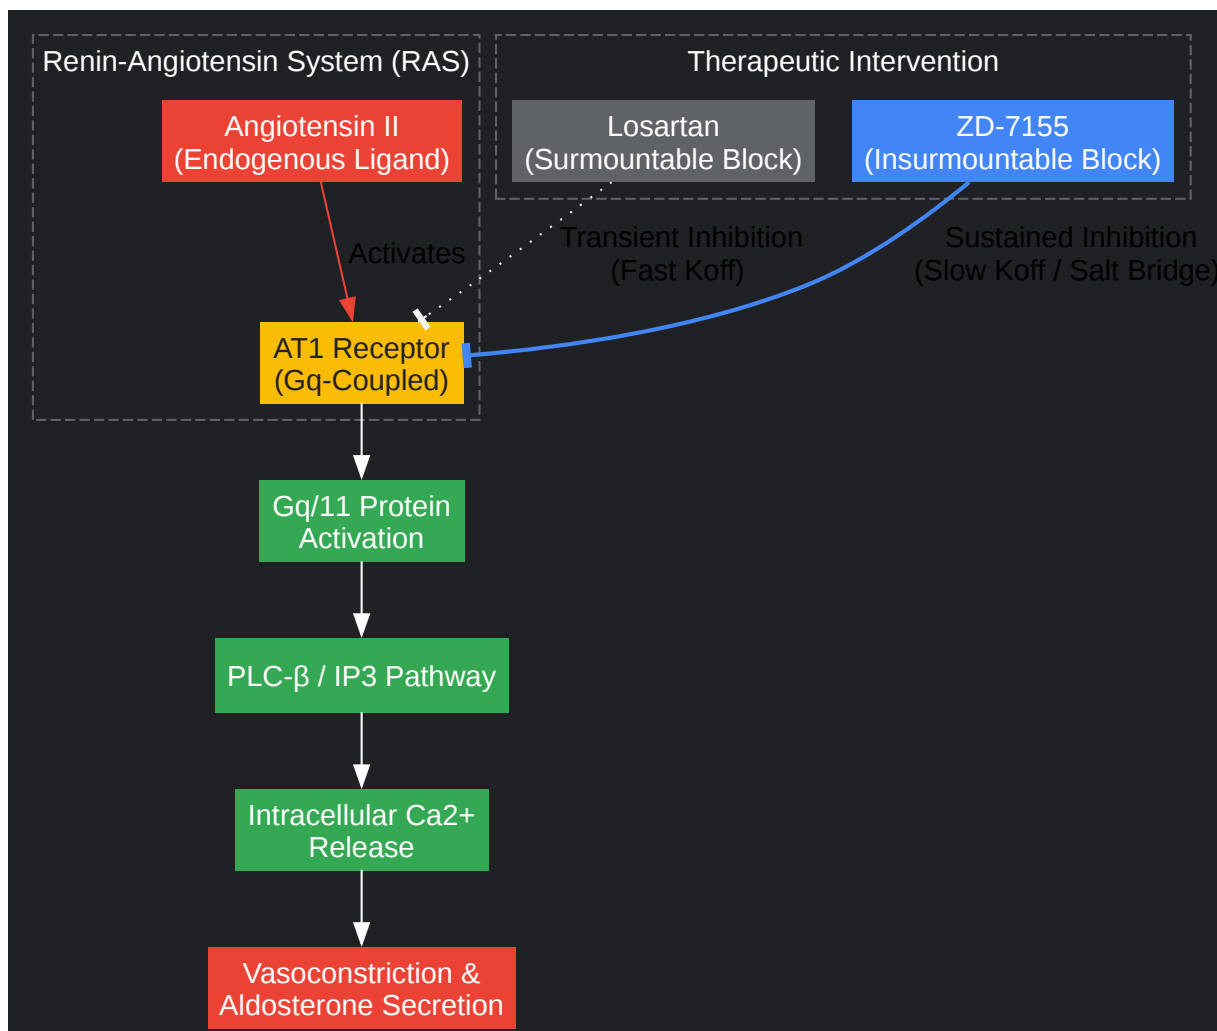 Renin-Angiotensin System (RAS)
Therapeutic Intervention
Angiotensin II
(Endogenous Ligand)
Losartan
(Surmountable Block)
ZD-7155
(Insurmountable Block)
Activates
Transient Inhibition
(Fast Koff)
Sustained Inhibition
(Slow Koff / Salt Bridge)
AT1 Receptor
(Gq-Coupled)
Gq/11 Protein
Activation
PLC-β / IP3 Pathway
Intracellular Ca2+
Release
Vasoconstriction &
Aldosterone Secretion